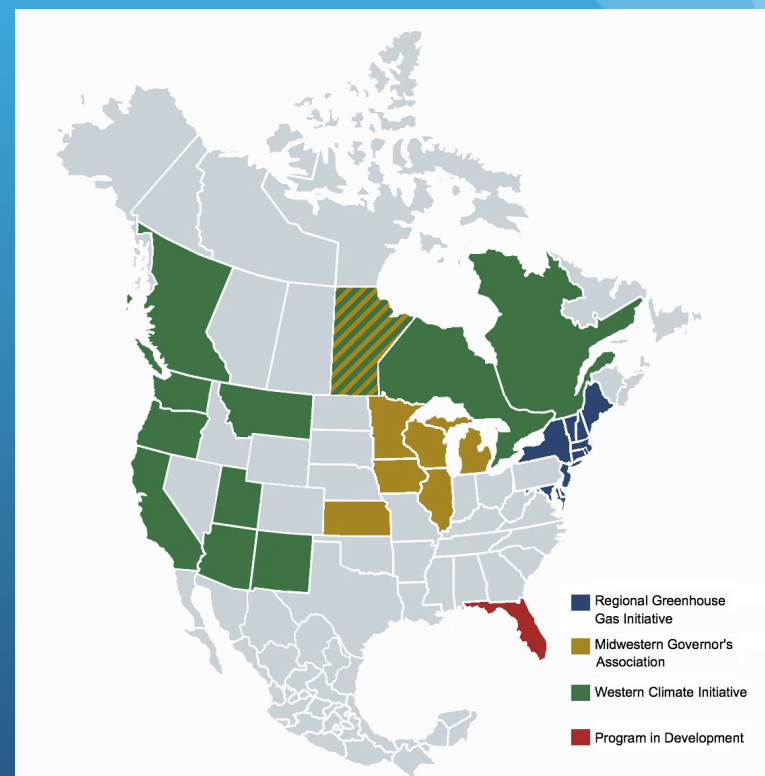 Regional Greenhouse
Gas Initiative
Midwestern Governor's
Association
Western Climate Initiative
Program in Development